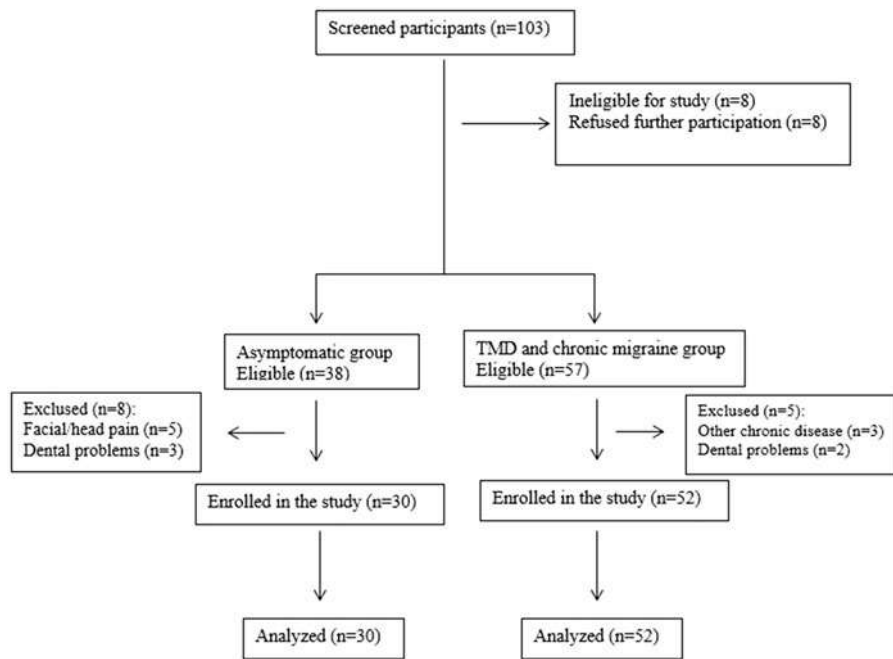 Screened participants (n=103)
Ineligible for study (n=8)
Refused further participation (n=8)
Asymptomatic group
Eligible (n=38)
TMD and chronic migraine group
Eligible (n=57)
Exclused (n=8):
Facial/head pain (n=5)
Dental problems (n=3)
Exclused (n=5):
Other chronic disease (n=3)
Dental problems (n=2)
Enrolled in the study (n=30)
Enrolled in the study (n=52)
Analyzed (n=30)
Analyzed (n=52)